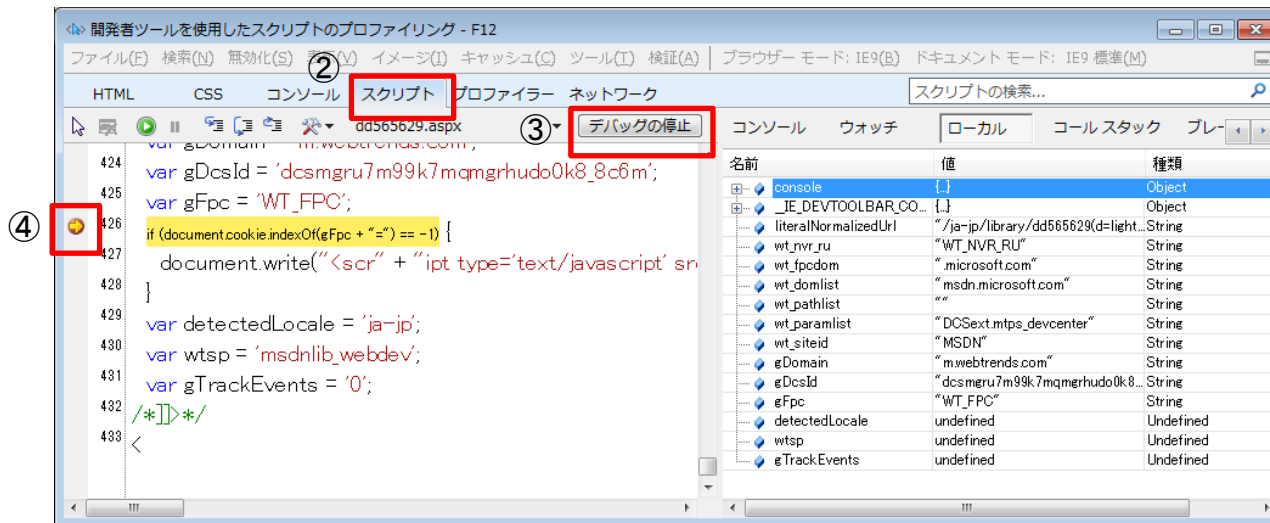 開発者ツールを使用したスクリプトのプロファイリング - F12
ファイル(F) 検索(N) 無効化(S) (V) イメージ(I) キャッシュ(C) ツール(T) 検証(A) ブラウザー モード: IE9(B) ドキュメント モード: IE9 標準(M)
②
HTML CSS コンソール スクリプト プロファイラー ネットワーク スクリプトの検索...
dd565629.aspx ③ デバッグの停止 コンソール ウォッチ ローカル コール スタック ブレー
var gDomain = 'm.webtrends.com';
424 var gDcsId = 'dcsmgru7m99k7mqmgrhudo0k8_8c6m';
425 var gFpc = 'WT_FPC';
④ 426 if (document.cookie.indexOf(gFpc + "=") == -1) {
427 document.write("<scr" + "ipt type='text/javascript' sr
428 }
429 var detectedLocale = 'ja-jp';
430 var wtsp = 'msdnlib_webdev';
431 var gTrackEvents = '0';
432 /*]]>*/
433 <
名前 値 種類
console {...} Object
_IE_DEVTOOLBAR_CO... {...} Object
literalNormalizedUrl "/ja-jp/library/dd565629(d=light... String
wt_nvr_ru "WT_NVR_RU" String
wt_fpcdom ".microsoft.com" String
wt_domlist "msdn.microsoft.com" String
wt_pathlist "" String
wt_paramlist "DCSext.mtps_devcenter" String
wt_siteid "MSDN" String
gDomain "m.webtrends.com" String
gDcsId "dcsmgru7m99k7mqmgrhudo0k8... String
gFpc "WT_FPC" String
detectedLocale undefined Undefined
wtsp undefined Undefined
gTrackEvents undefined Undefined